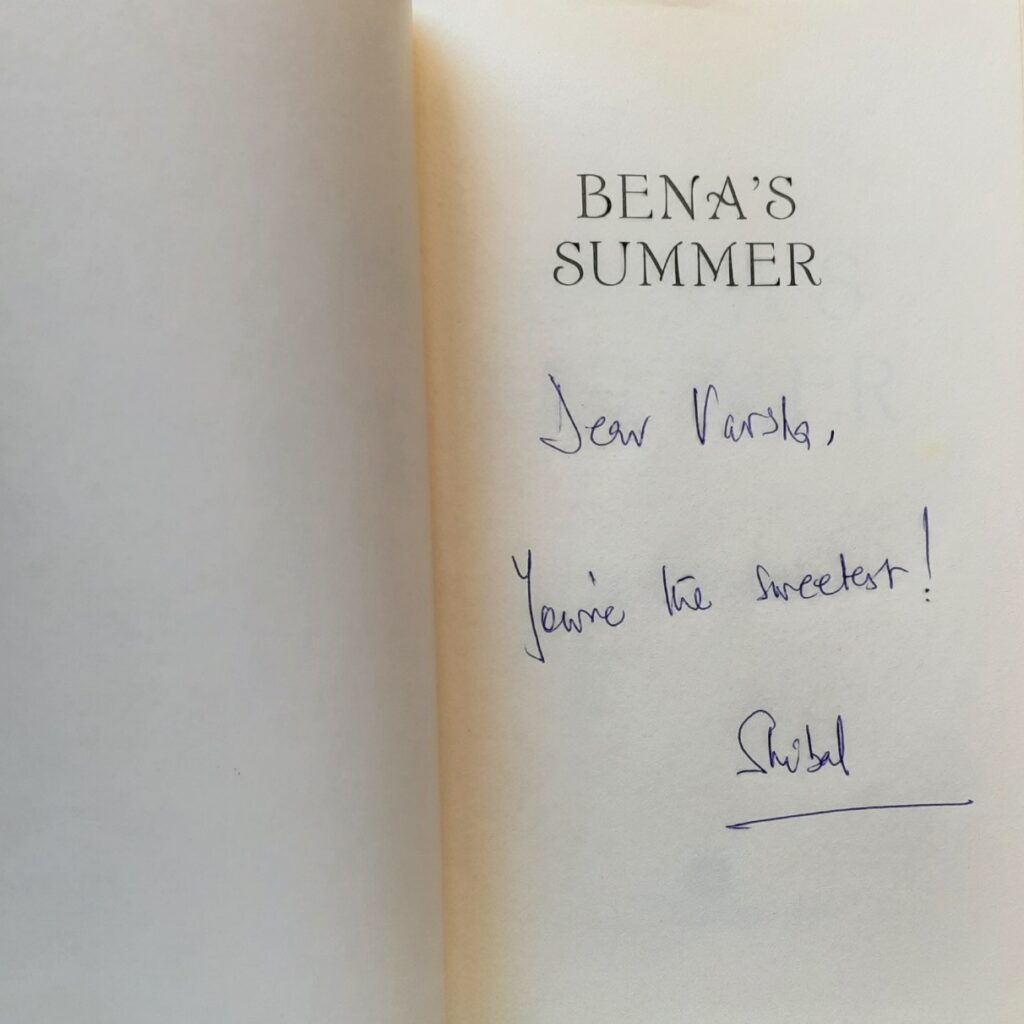 BENA'S
SUMMER
Dear Varsha,
You're the sweetest!
Shibal